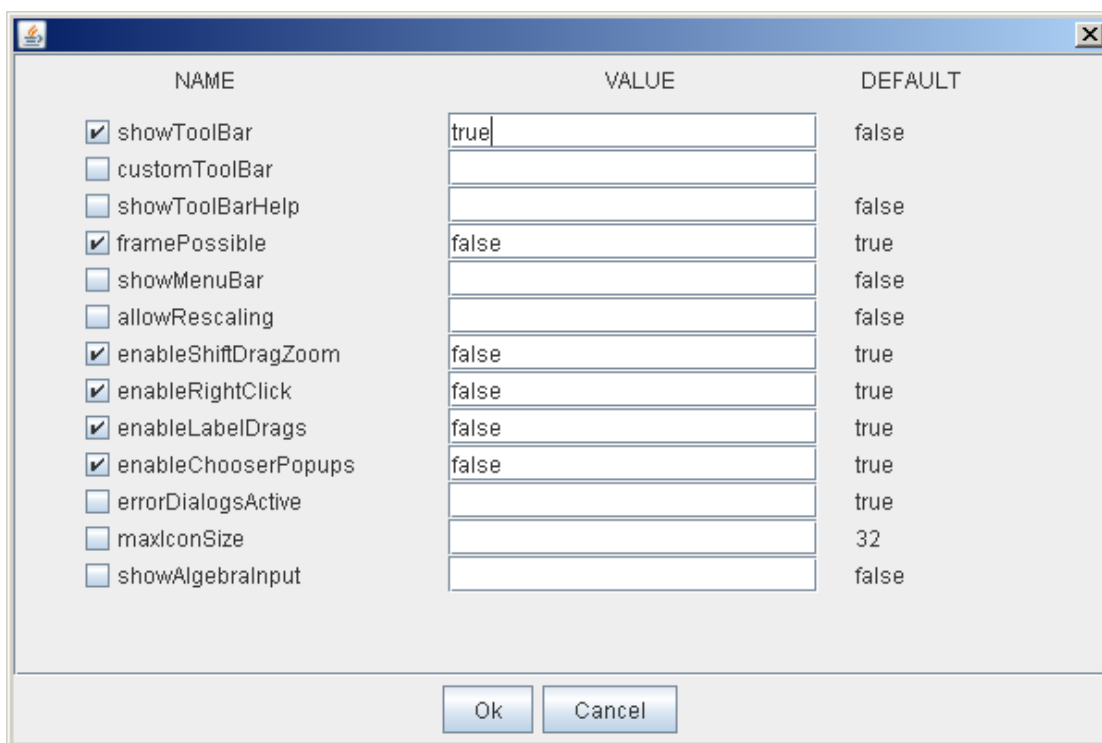 NAME VALUE DEFAULT
showToolBar true false
customToolBar
showToolBarHelp false
framePossible false true
showMenuBar false
allowRescaling false
enableShiftDragZoom false true
enableRightClick false true
enableLabelDrags false true
enableChooserPopups false true
errorDialogsActive true
maxIconSize 32
showAlgebraInput false
Ok Cancel